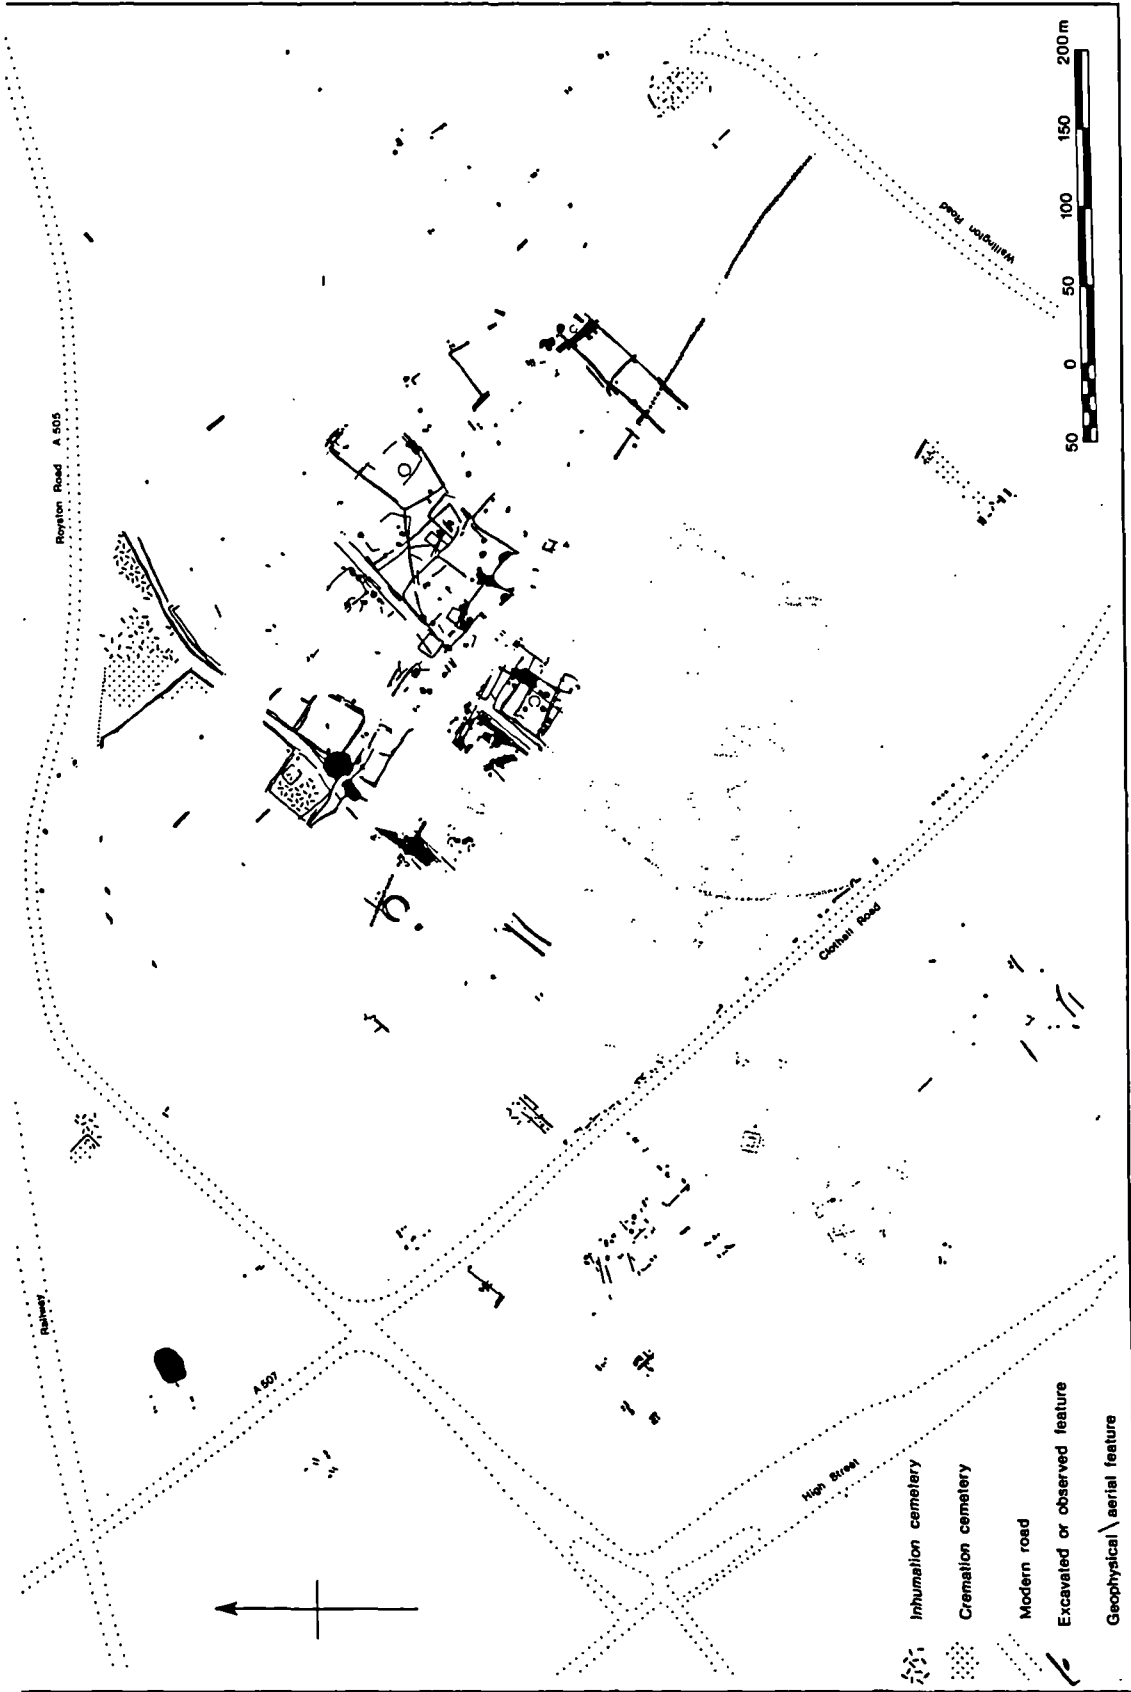 Railway
Royston Road A 505
A 507
Wallington Road
Clothall Road
High Street
Inhumation cemetery
Cremation cemetery
Modern road
Excavated or observed feature
Geophysical \ aerial feature
50 0 50 100 150 200 m